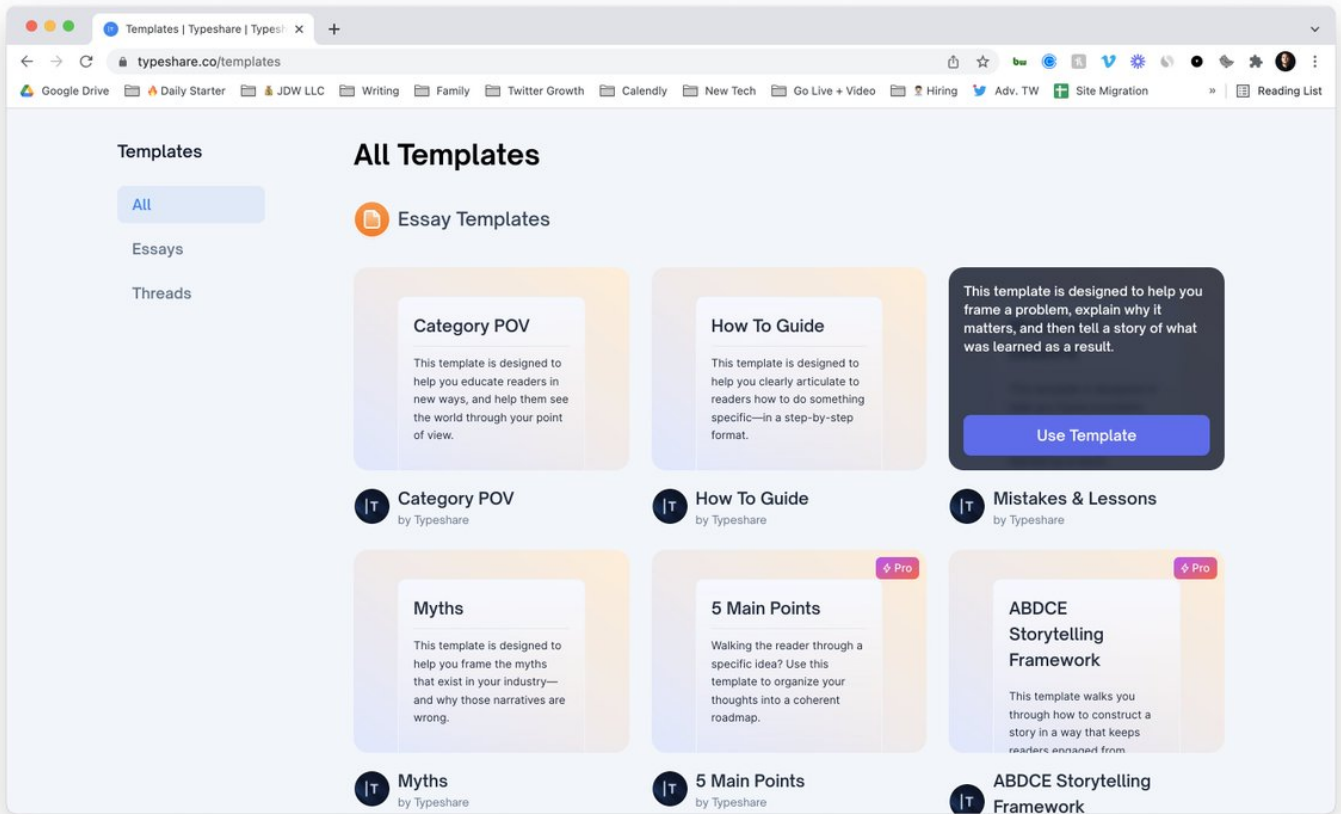 Templates | Typeshare | Types
typeshare.co/templates
Google Drive
🔥 Daily Starter
💰 JDW LLC
Writing
Family
Twitter Growth
Calendly
New Tech
Go Live + Video
Hiring
Adv. TW
Site Migration
»
Reading List
Templates
All
Essays
Threads
All Templates
Essay Templates
Category POV
This template is designed to
help you educate readers in
new ways, and help them see
the world through your point
of view.
Category POV
by Typeshare
How To Guide
This template is designed to
help you clearly articulate to
readers how to do something
specific—in a step-by-step
format.
How To Guide
by Typeshare
This template is designed to help you
frame a problem, explain why it
matters, and then tell a story of what
was learned as a result.
Use Template
Mistakes & Lessons
by Typeshare
Myths
This template is designed to
help you frame the myths
that exist in your industry—
and why those narratives are
wrong.
Myths
by Typeshare
Pro
5 Main Points
Walking the reader through a
specific idea? Use this
template to organize your
thoughts into a coherent
roadmap.
5 Main Points
by Typeshare
Pro
ABDCE
Storytelling
Framework
This template walks you
through how to construct a
story in a way that keeps
readers engaged from
ABDCE Storytelling
Framework